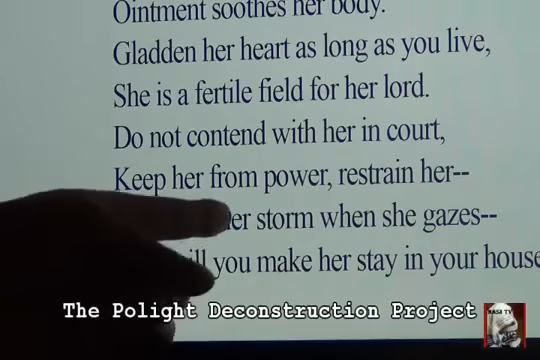 Ointment soothes her body.
Gladden her heart as long as you live,
She is a fertile field for her lord.
Do not contend with her in court,
Keep her from power, restrain her--
storm when she gazes--
you make her stay in your house
The Polight Deconstruction Project